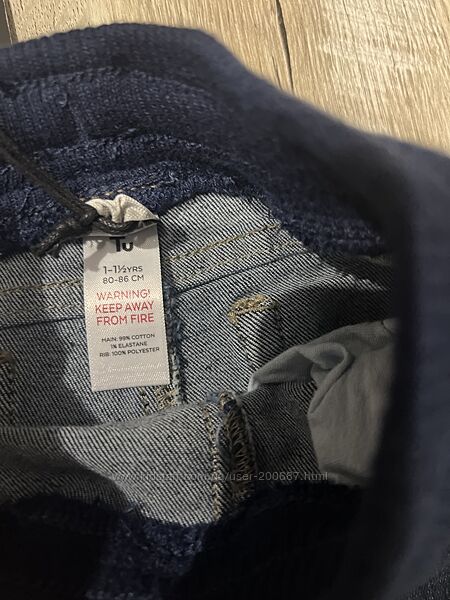 Tu
1-1½YRS
80-86 CM
WARNING!
KEEP AWAY
FROM FIRE
MAIN: 99% COTTON
1% ELASTANE
RIB: 100% POLYESTER